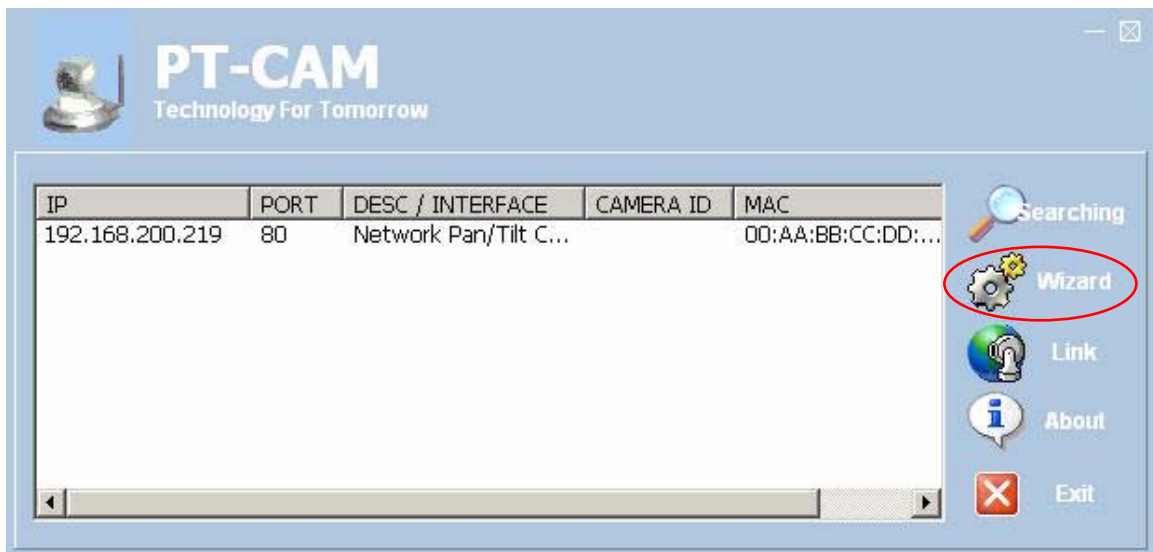 PT-CAM
Technology For Tomorrow
IP PORT DESC / INTERFACE CAMERA ID MAC
192.168.200.219 80 Network Pan/Tilt C... 00:AA:BB:CC:DD:...
Searching
Wizard
Link
About
Exit